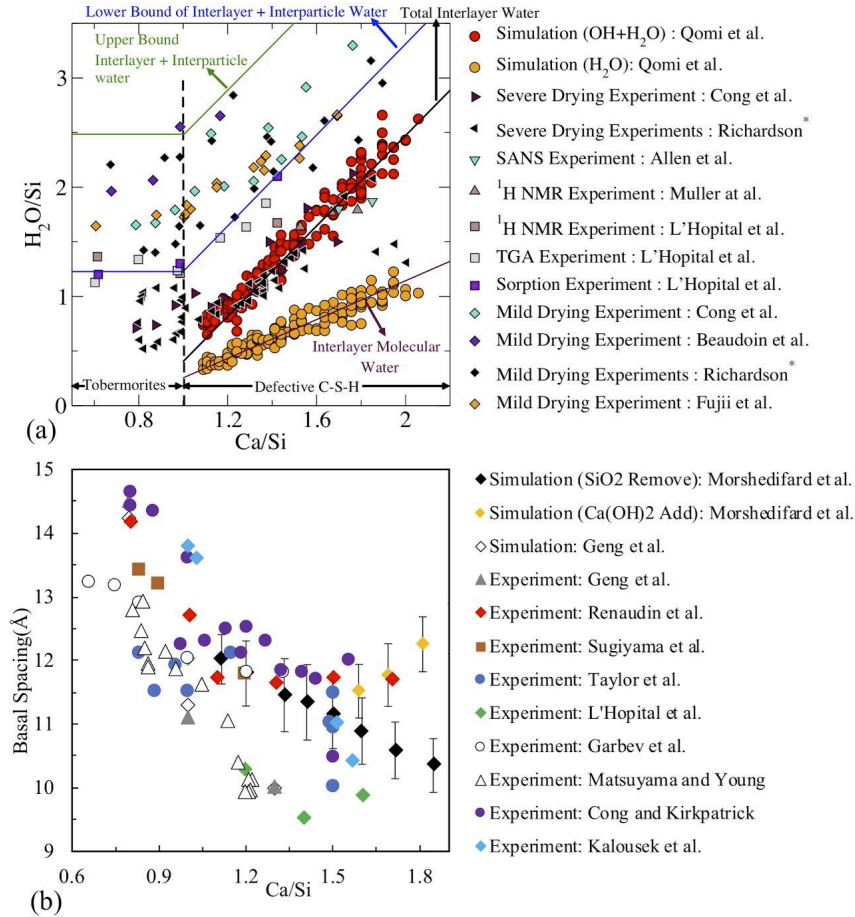 Lower Bound of Interlayer + Interparticle Water
Total Interlayer Water
Upper Bound
Interlayer + Interparticle
water
3
2
1
0
H2O/Si
Interlayer Molecular
Water
Tobermorites
Defective C-S-H
0.8
1.2
1.6
2
Ca/Si
(a)
Simulation (OH+H2O) : Qomi et al.
Simulation (H2O): Qomi et al.
Severe Drying Experiment : Cong et al.
Severe Drying Experiments : Richardson*
SANS Experiment : Allen et al.
1H NMR Experiment : Muller at al.
1H NMR Experiment : L'Hopital et al.
TGA Experiment : L'Hopital et al.
Sorption Experiment : L'Hopital et al.
Mild Drying Experiment : Cong et al.
Mild Drying Experiment : Beaudoin et al.
Mild Drying Experiments : Richardson*
Mild Drying Experiment : Fujii et al.
15
14
13
12
11
10
9
Basal Spacing(Å)
0.6
0.9
1.2
1.5
1.8
Ca/Si
(b)
Simulation (SiO2 Remove): Morshedifard et al.
Simulation (Ca(OH)2 Add): Morshedifard et al.
Simulation: Geng et al.
Experiment: Geng et al.
Experiment: Renaudin et al.
Experiment: Sugiyama et al.
Experiment: Taylor et al.
Experiment: L'Hopital et al.
Experiment: Garbev et al.
Experiment: Matsuyama and Young
Experiment: Cong and Kirkpatrick
Experiment: Kalousek et al.